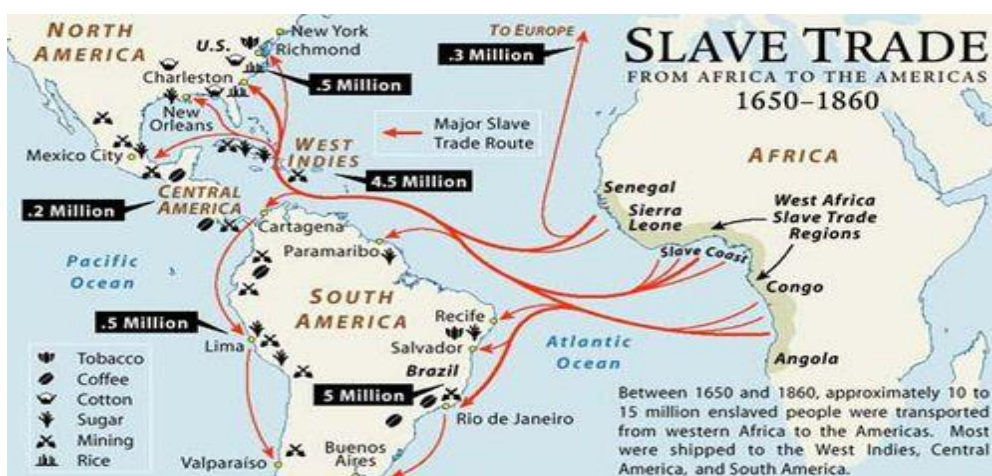 SLAVE TRADE
FROM AFRICA TO THE AMERICAS
1650–1860
NORTH
AMERICA
U.S.
New York
Richmond
Charleston
.5 Million
New
Orleans
Mexico City
WEST
INDIES
4.5 Million
CENTRAL
AMERICA
.2 Million
TO EUROPE
.3 Million
Major Slave
Trade Route
AFRICA
Senegal
Sierra
Leone
West Africa
Slave Trade
Regions
Slave Coast
Congo
Angola
Cartagena
Paramaribo
Pacific
Ocean
SOUTH
AMERICA
.5 Million
Lima
Recife
Salvador
Brazil
5 Million
Rio de Janeiro
Atlantic
Ocean
Buenos
Aires
Valparaíso
Tobacco
Coffee
Cotton
Sugar
Mining
Rice
Between 1650 and 1860, approximately 10 to
15 million enslaved people were transported
from western Africa to the Americas. Most
were shipped to the West Indies, Central
America, and South America.